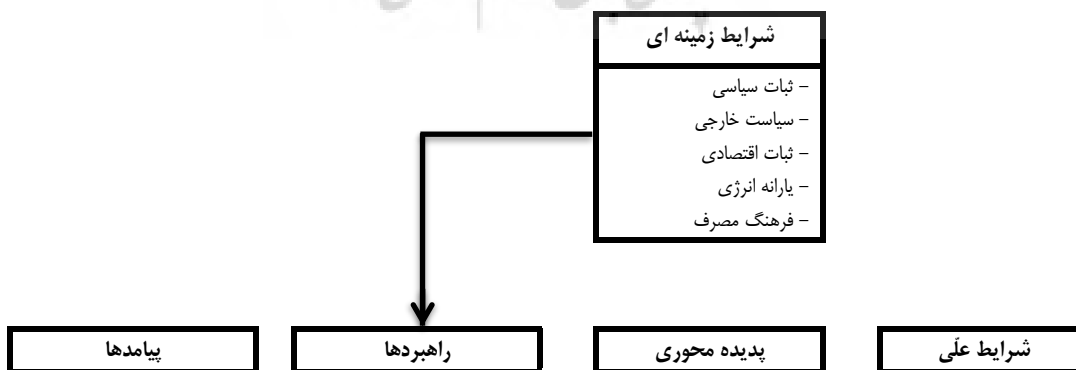 شرایط زمینه ای
- ثبات سیاسی
- سیاست خارجی
- ثبات اقتصادی
- یارانه انرژی
- فرهنگ مصرف
شرایط علّی
پدیده محوری
راهبردها
پیامدها